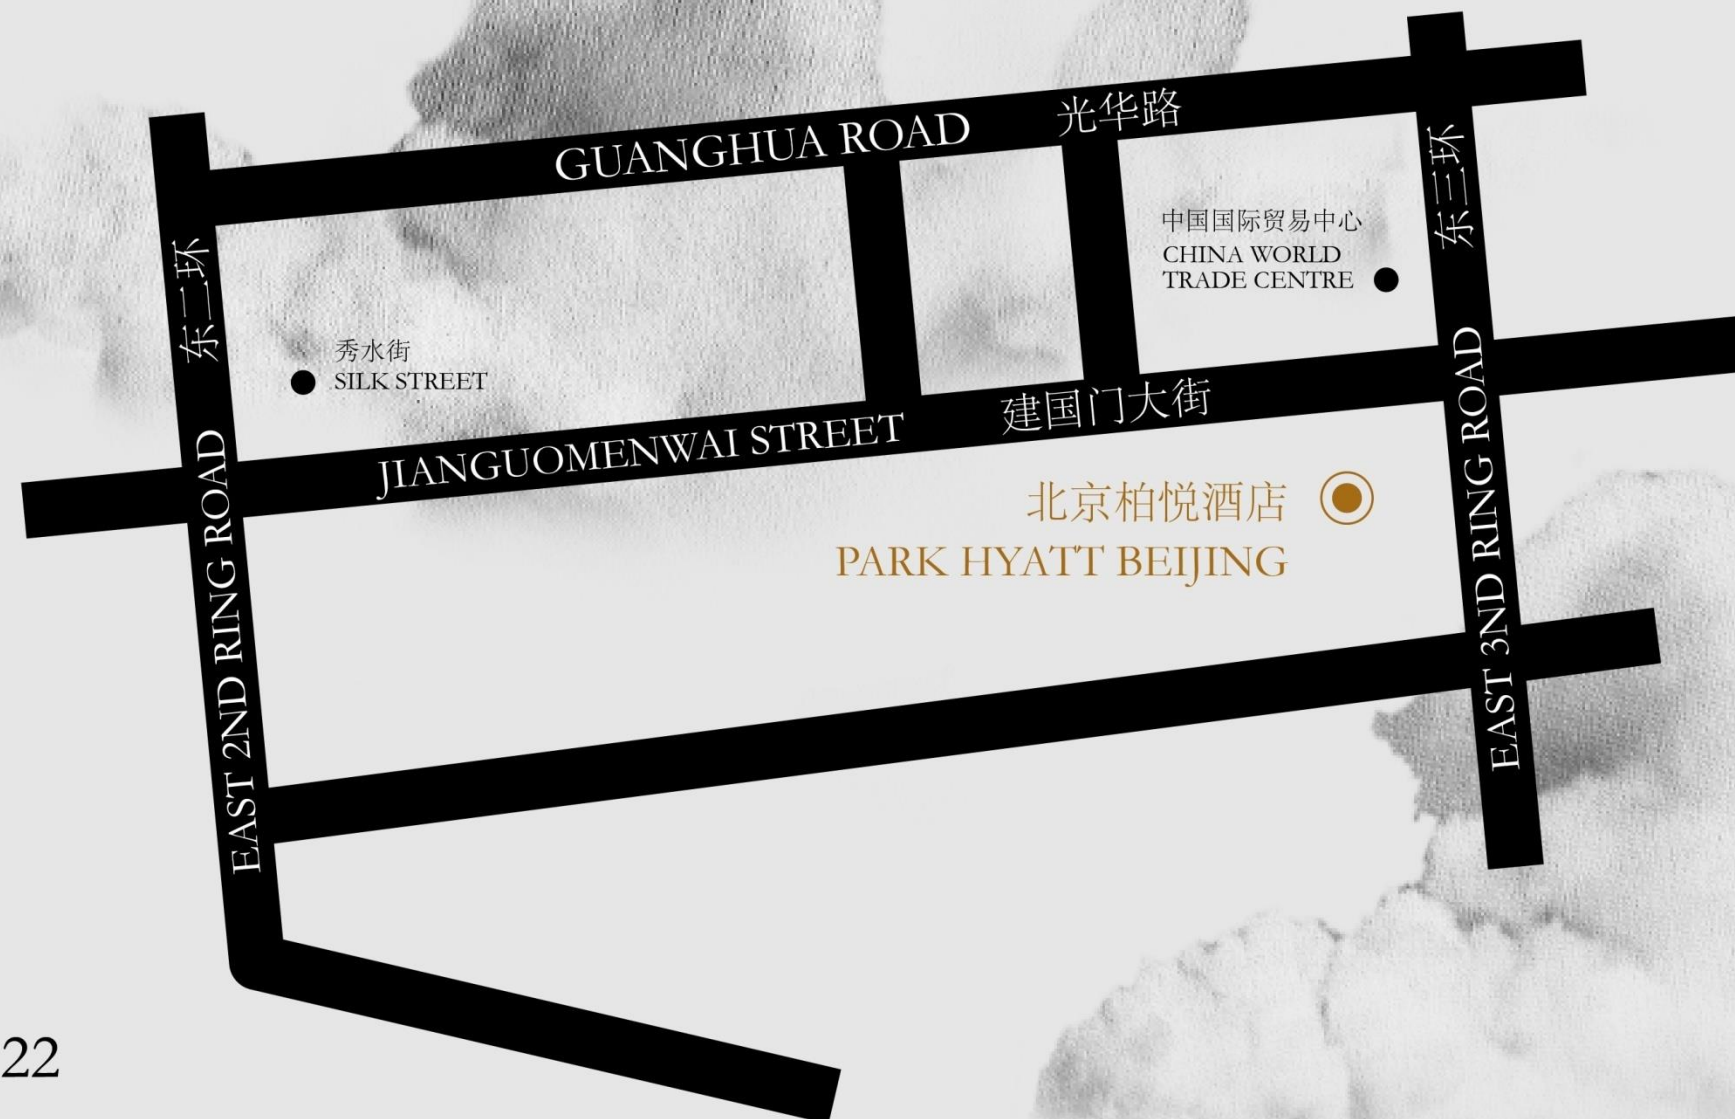 GUANGHUA ROAD 光华路
东二环
东三环
中国国际贸易中心
CHINA WORLD
TRADE CENTRE
秀水街
SILK STREET
JIANGUOMENWAI STREET 建国门大街
北京柏悦酒店
PARK HYATT BEIJING
EAST 2ND RING ROAD
EAST 3ND RING ROAD
22